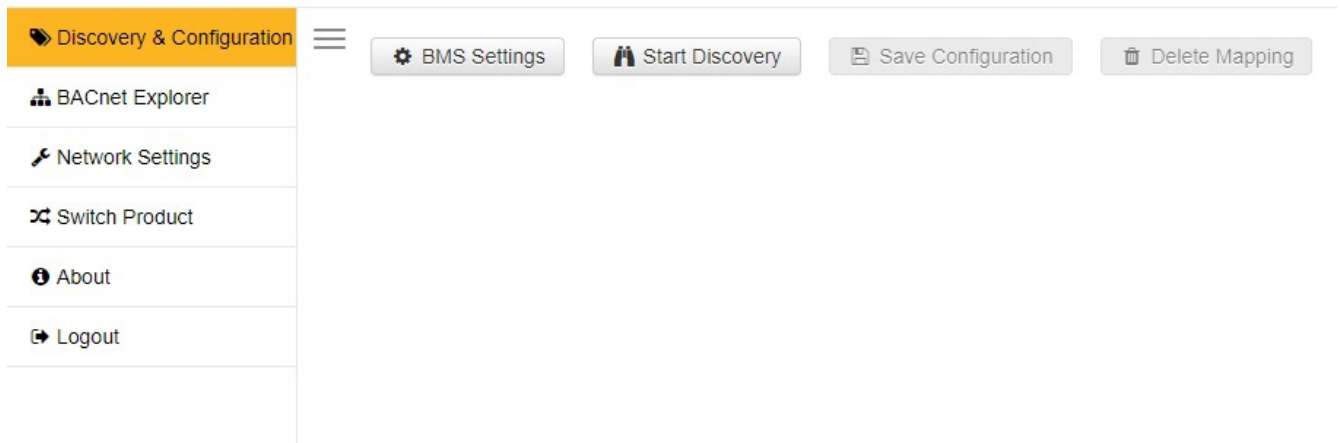 Discovery & Configuration
BMS Settings
Start Discovery
Save Configuration
Delete Mapping
BACnet Explorer
Network Settings
Switch Product
About
Logout